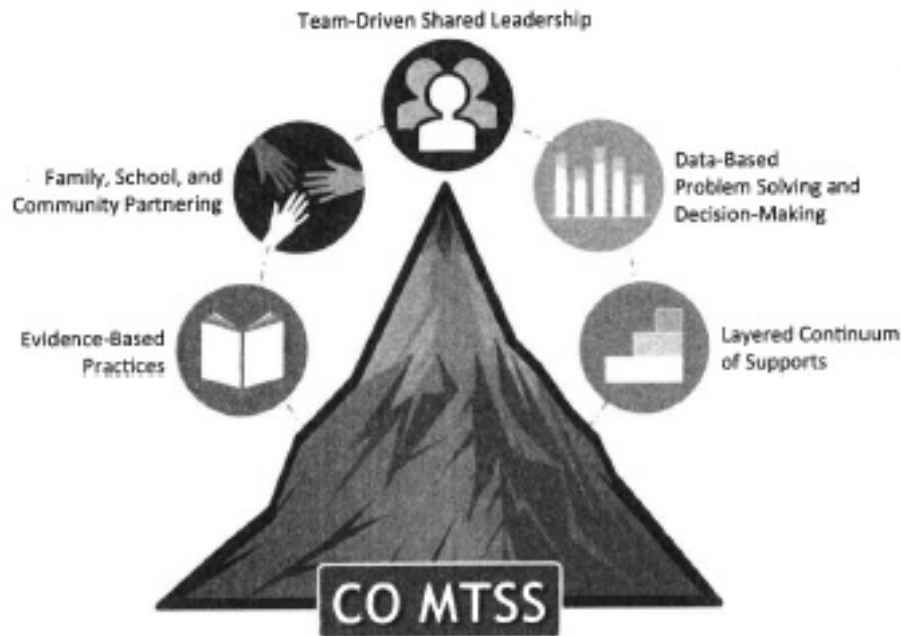 Team-Driven Shared Leadership
Family, School, and
Community Partnering
Data-Based
Problem Solving and
Decision-Making
Evidence-Based
Practices
Layered Continuum
of Supports
CO MTSS